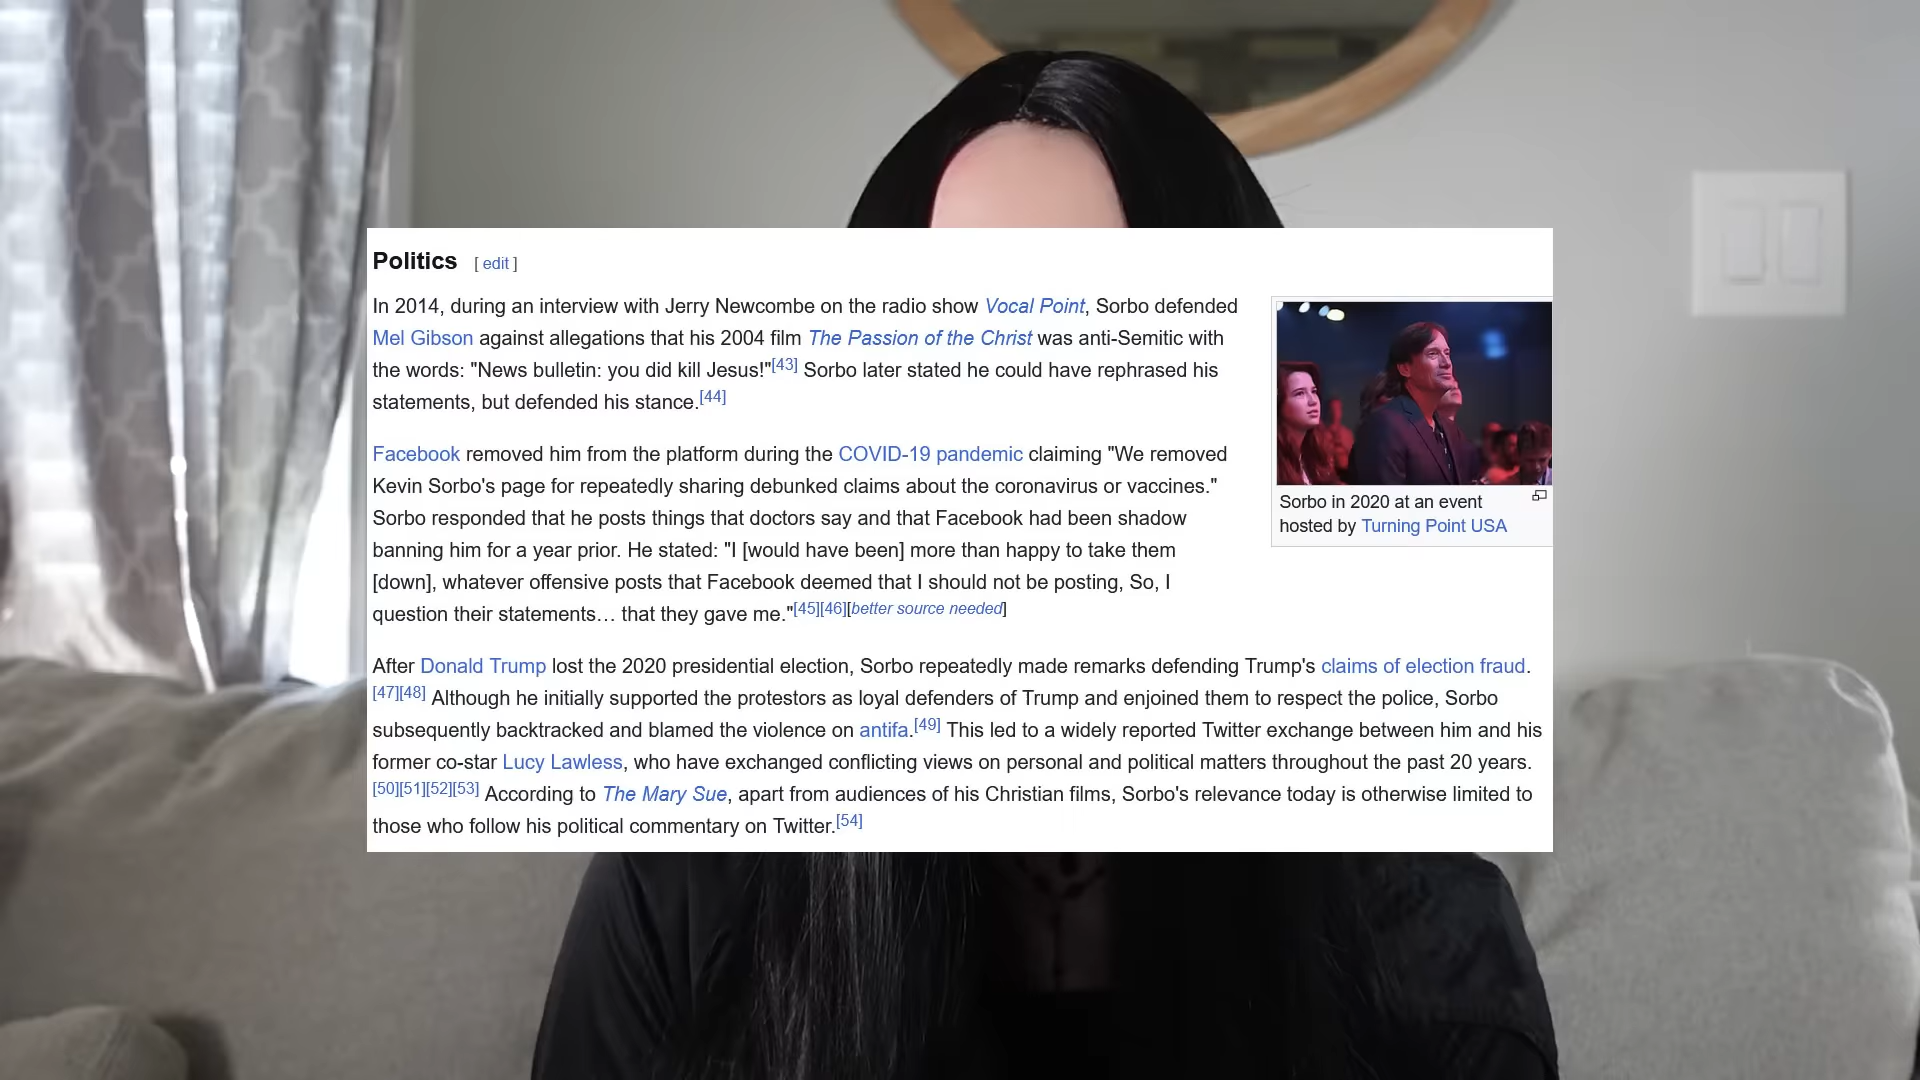 Politics [ edit ]
In 2014, during an interview with Jerry Newcombe on the radio show Vocal Point, Sorbo defended
Mel Gibson against allegations that his 2004 film The Passion of the Christ was anti-Semitic with
the words: "News bulletin: you did kill Jesus!"[43] Sorbo later stated he could have rephrased his
statements, but defended his stance.[44]
Facebook removed him from the platform during the COVID-19 pandemic claiming "We removed
Kevin Sorbo's page for repeatedly sharing debunked claims about the coronavirus or vaccines."
Sorbo responded that he posts things that doctors say and that Facebook had been shadow
banning him for a year prior. He stated: "I [would have been] more than happy to take them
[down], whatever offensive posts that Facebook deemed that I should not be posting, So, I
question their statements… that they gave me."[45][46][better source needed]
Sorbo in 2020 at an event
hosted by Turning Point USA
After Donald Trump lost the 2020 presidential election, Sorbo repeatedly made remarks defending Trump's claims of election fraud.
[47][48] Although he initially supported the protestors as loyal defenders of Trump and enjoined them to respect the police, Sorbo
subsequently backtracked and blamed the violence on antifa.[49] This led to a widely reported Twitter exchange between him and his
former co-star Lucy Lawless, who have exchanged conflicting views on personal and political matters throughout the past 20 years.
[50][51][52][53] According to The Mary Sue, apart from audiences of his Christian films, Sorbo's relevance today is otherwise limited to
those who follow his political commentary on Twitter.[54]